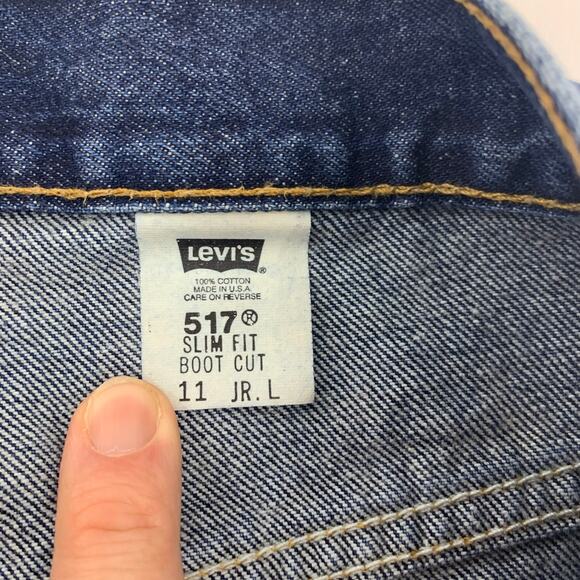 Levi's ®
100% COTTON
MADE IN U.S.A.
CARE ON REVERSE
517®
SLIM FIT
BOOT CUT
11 JR. L